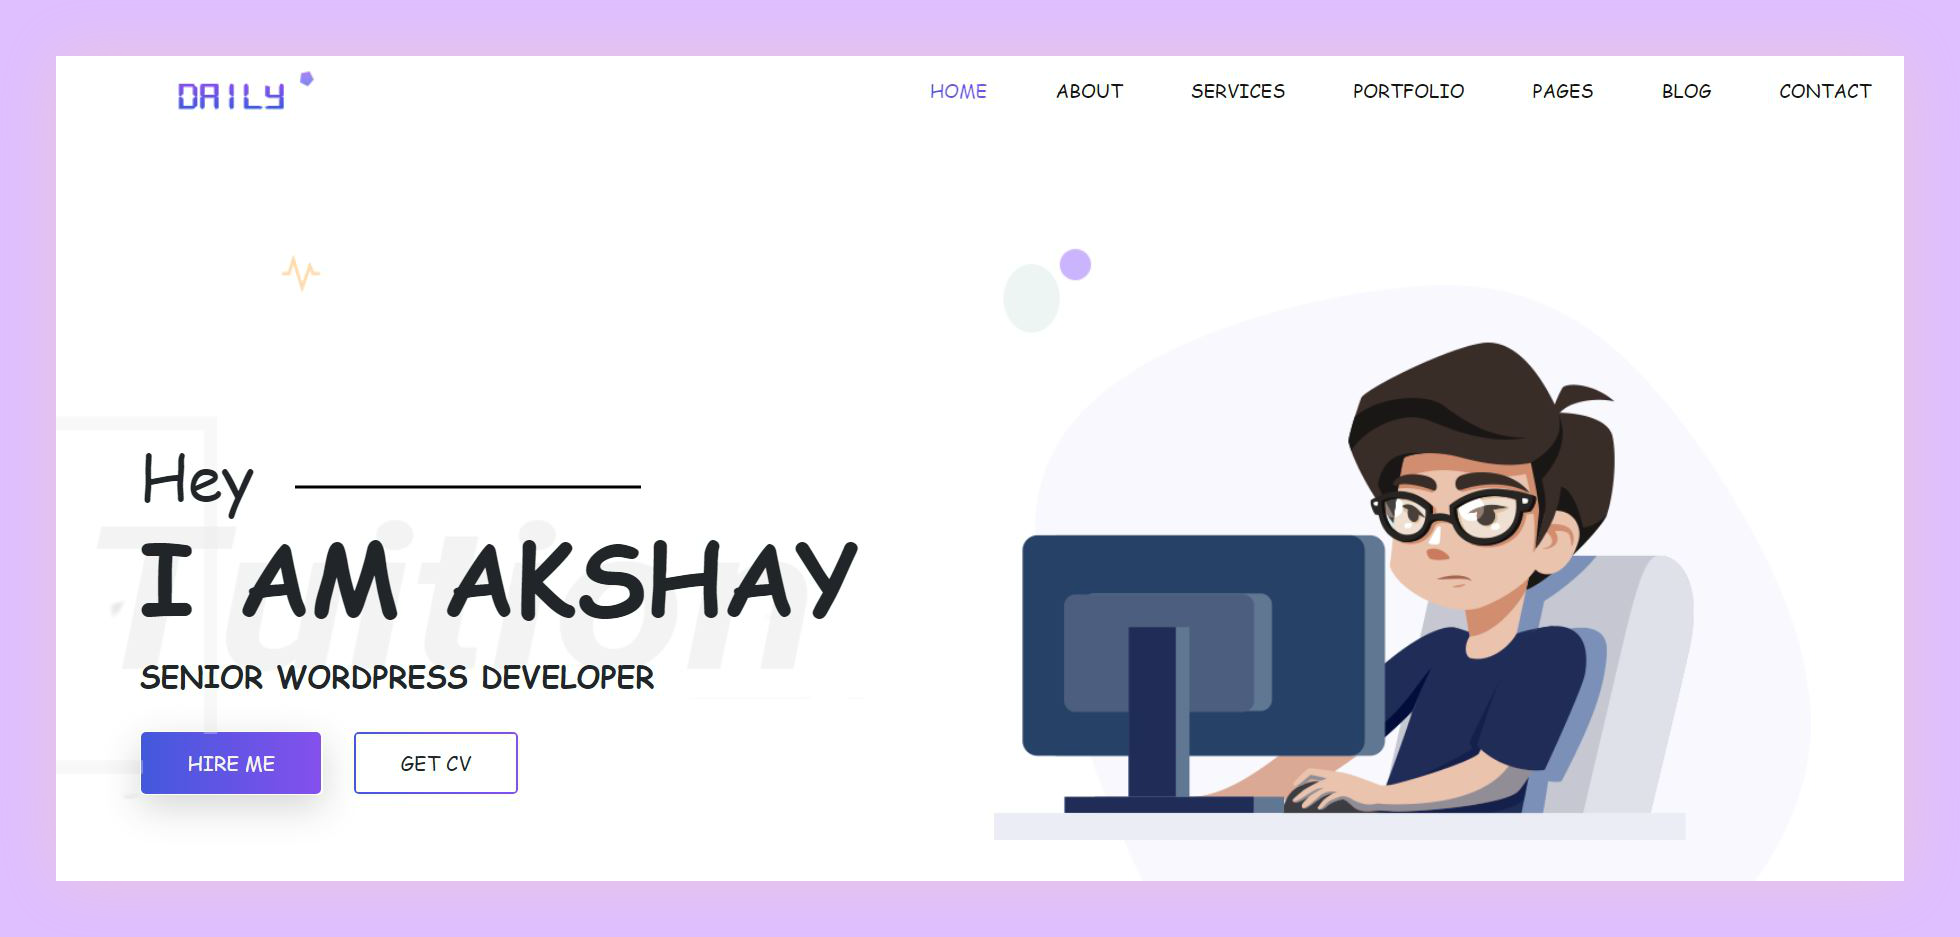 DAILY
HOME ABOUT SERVICES PORTFOLIO PAGES BLOG CONTACT
Hey
Tuition
I AM AKSHAY
SENIOR WORDPRESS DEVELOPER
HIRE ME GET CV